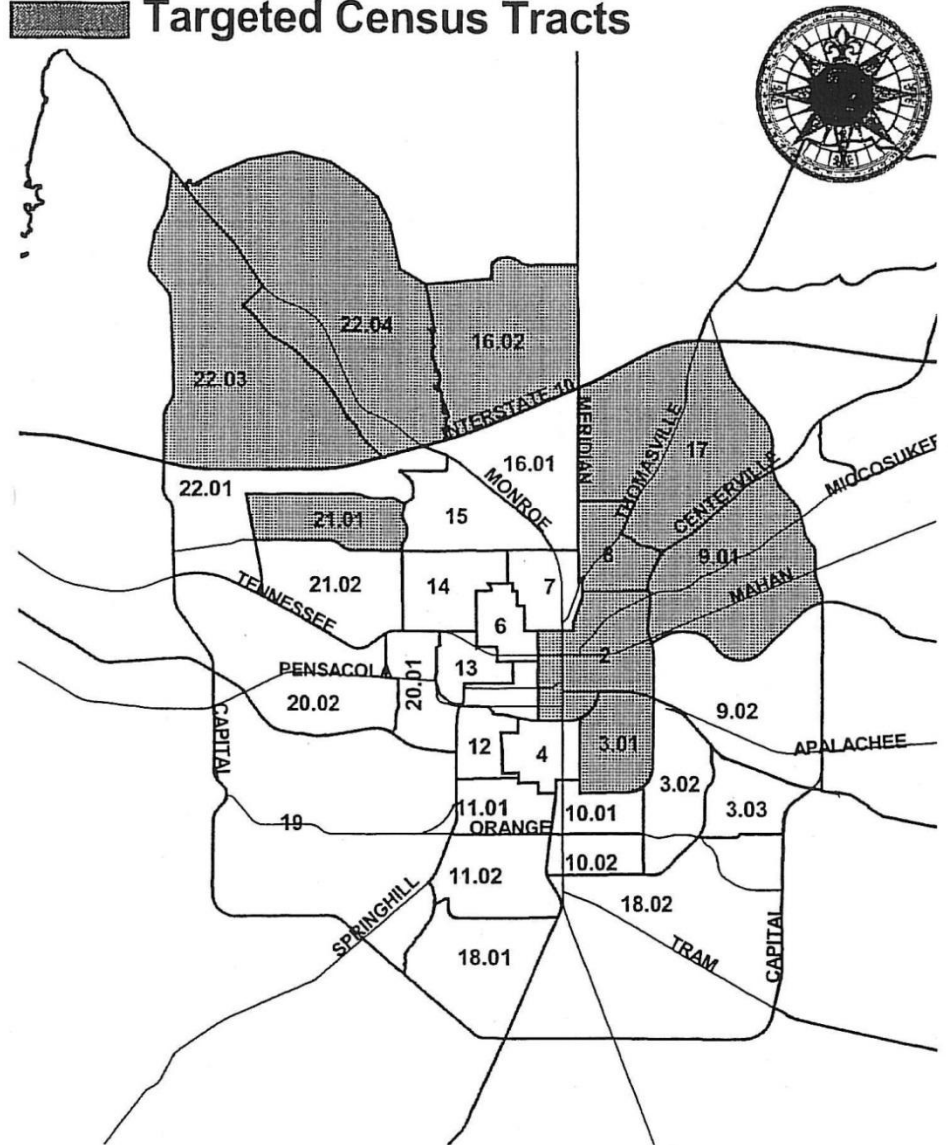 Targeted Census Tracts
22.04
16.02
22.03
INTERSTATE 10
MERIDIAN
THOMASVILLE
17
CENTERVILLE
MICCOSUKEE
16.01
MONROE
22.01
21.01
15
8
9.01
MAHAN
TENNESSEE
21.02
14
7
6
2
PENSACOLA
20.01
13
20.02
9.02
CAPITAL
12
4
3.01
APALACHEE
3.02
3.03
11.01
10.01
19
ORANGE
10.02
11.02
18.02
SPRINGHILL
18.01
TRAM
CAPITAL